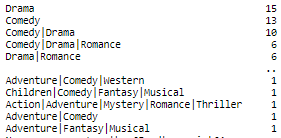 Drama 15
Comedy 13
Comedy|Drama 10
Comedy|Drama|Romance 6
Drama|Romance 6
..
Adventure|Comedy|Western 1
Children|Comedy|Fantasy|Musical 1
Action|Adventure|Mystery|Romance|Thriller 1
Adventure|Comedy 1
Adventure|Fantasy|Musical 1